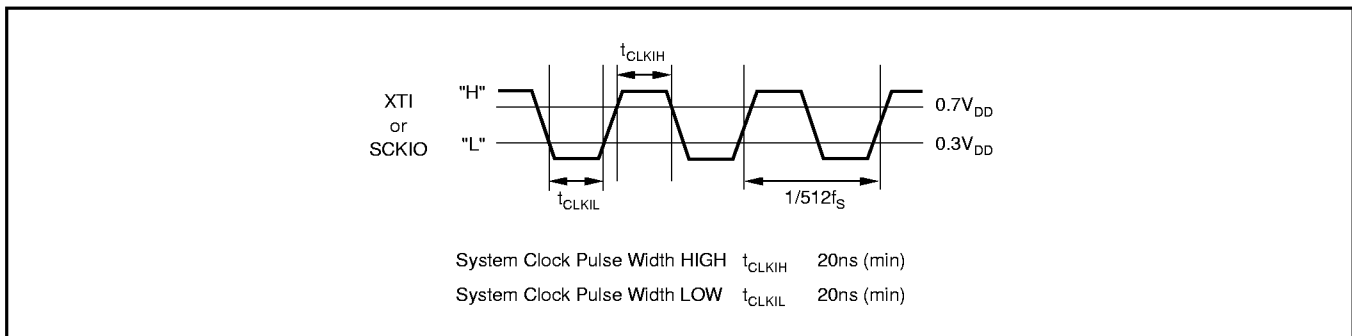 t_CLKIH
XTI
or
SCKIO
"H"
"L"
0.7V_DD
0.3V_DD
t_CLKIL
1/512f_S
System Clock Pulse Width HIGH t_CLKIH 20ns (min)
System Clock Pulse Width LOW t_CLKIL 20ns (min)